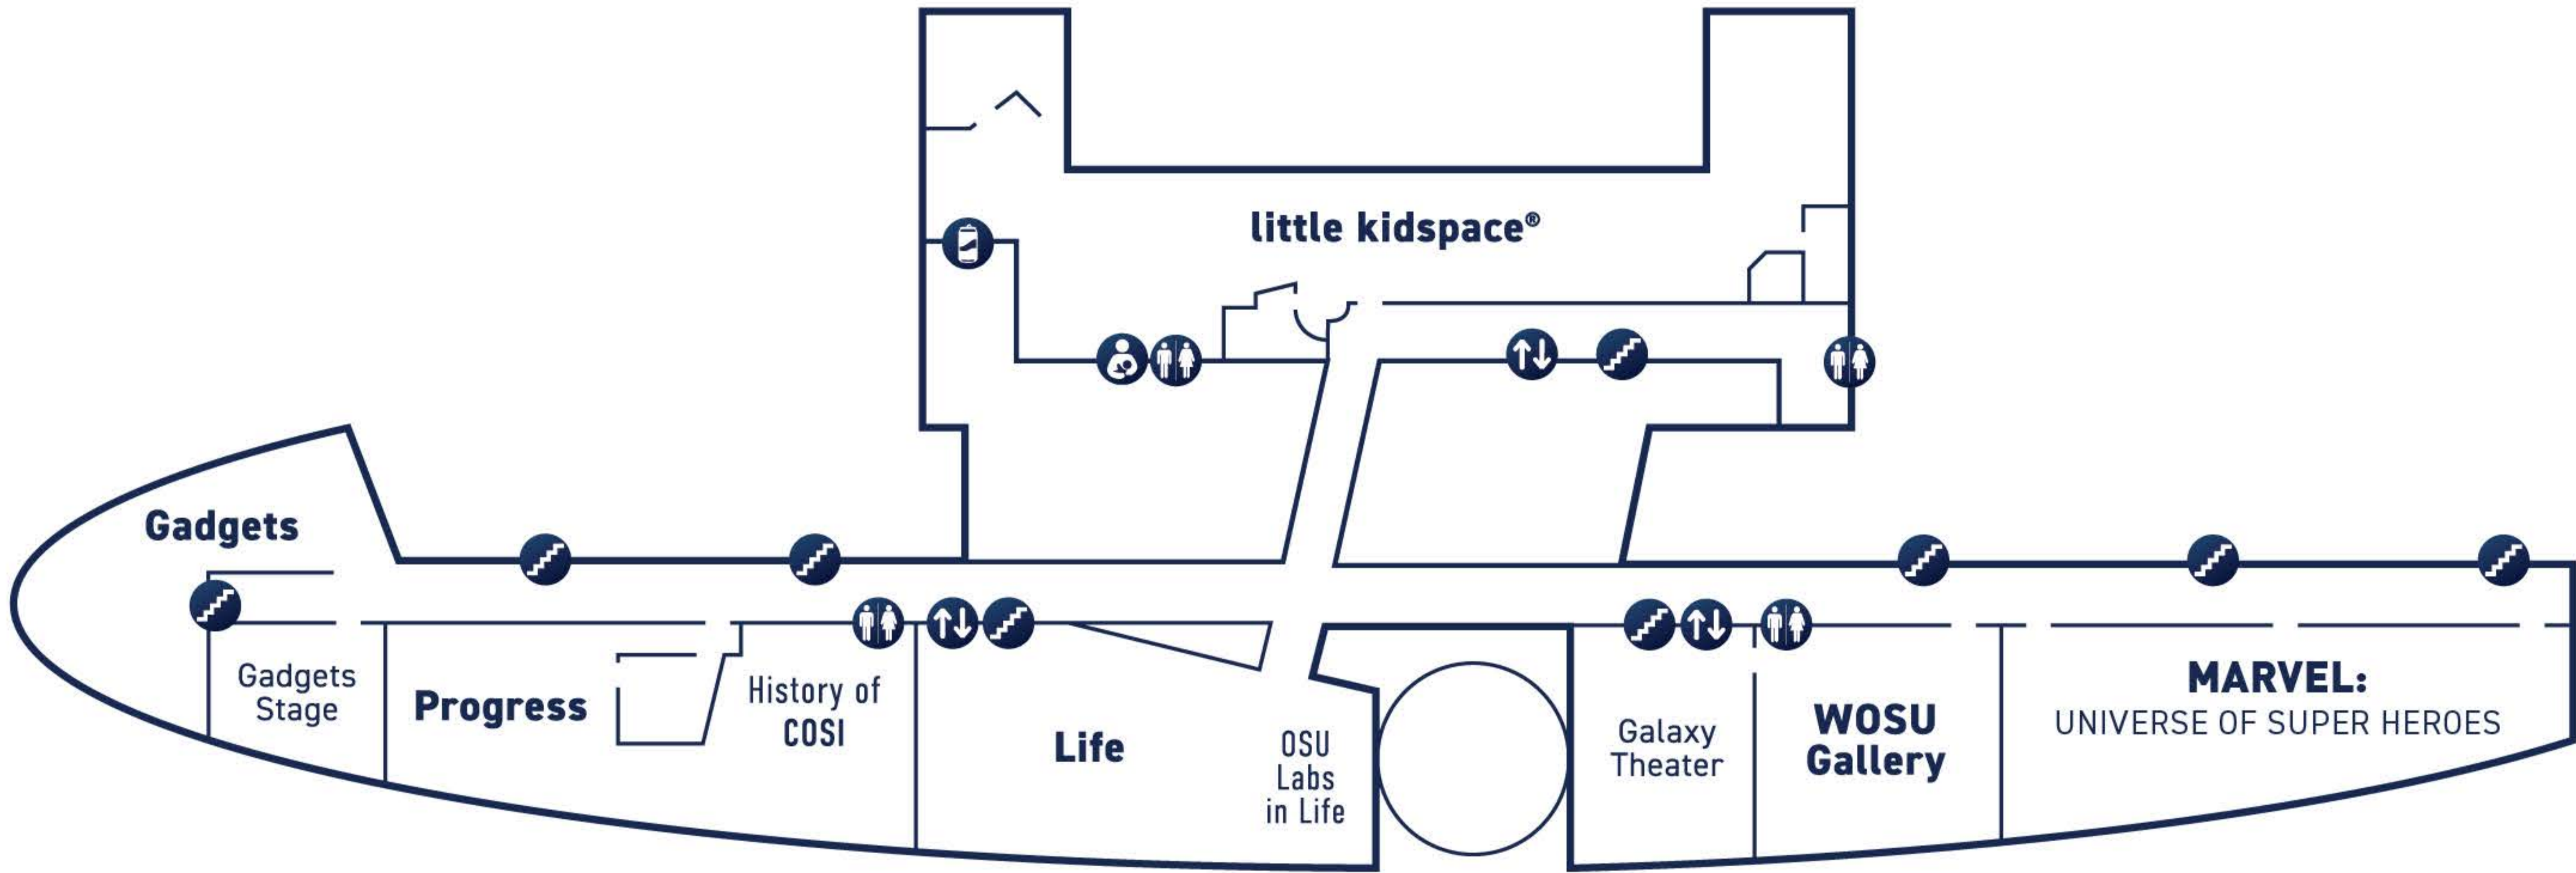 little kidspace®
Gadgets
Gadgets
Stage
Progress
History of
COSI
Life
OSU
Labs
in Life
Galaxy
Theater
WOSU
Gallery
MARVEL:
UNIVERSE OF SUPER HEROES